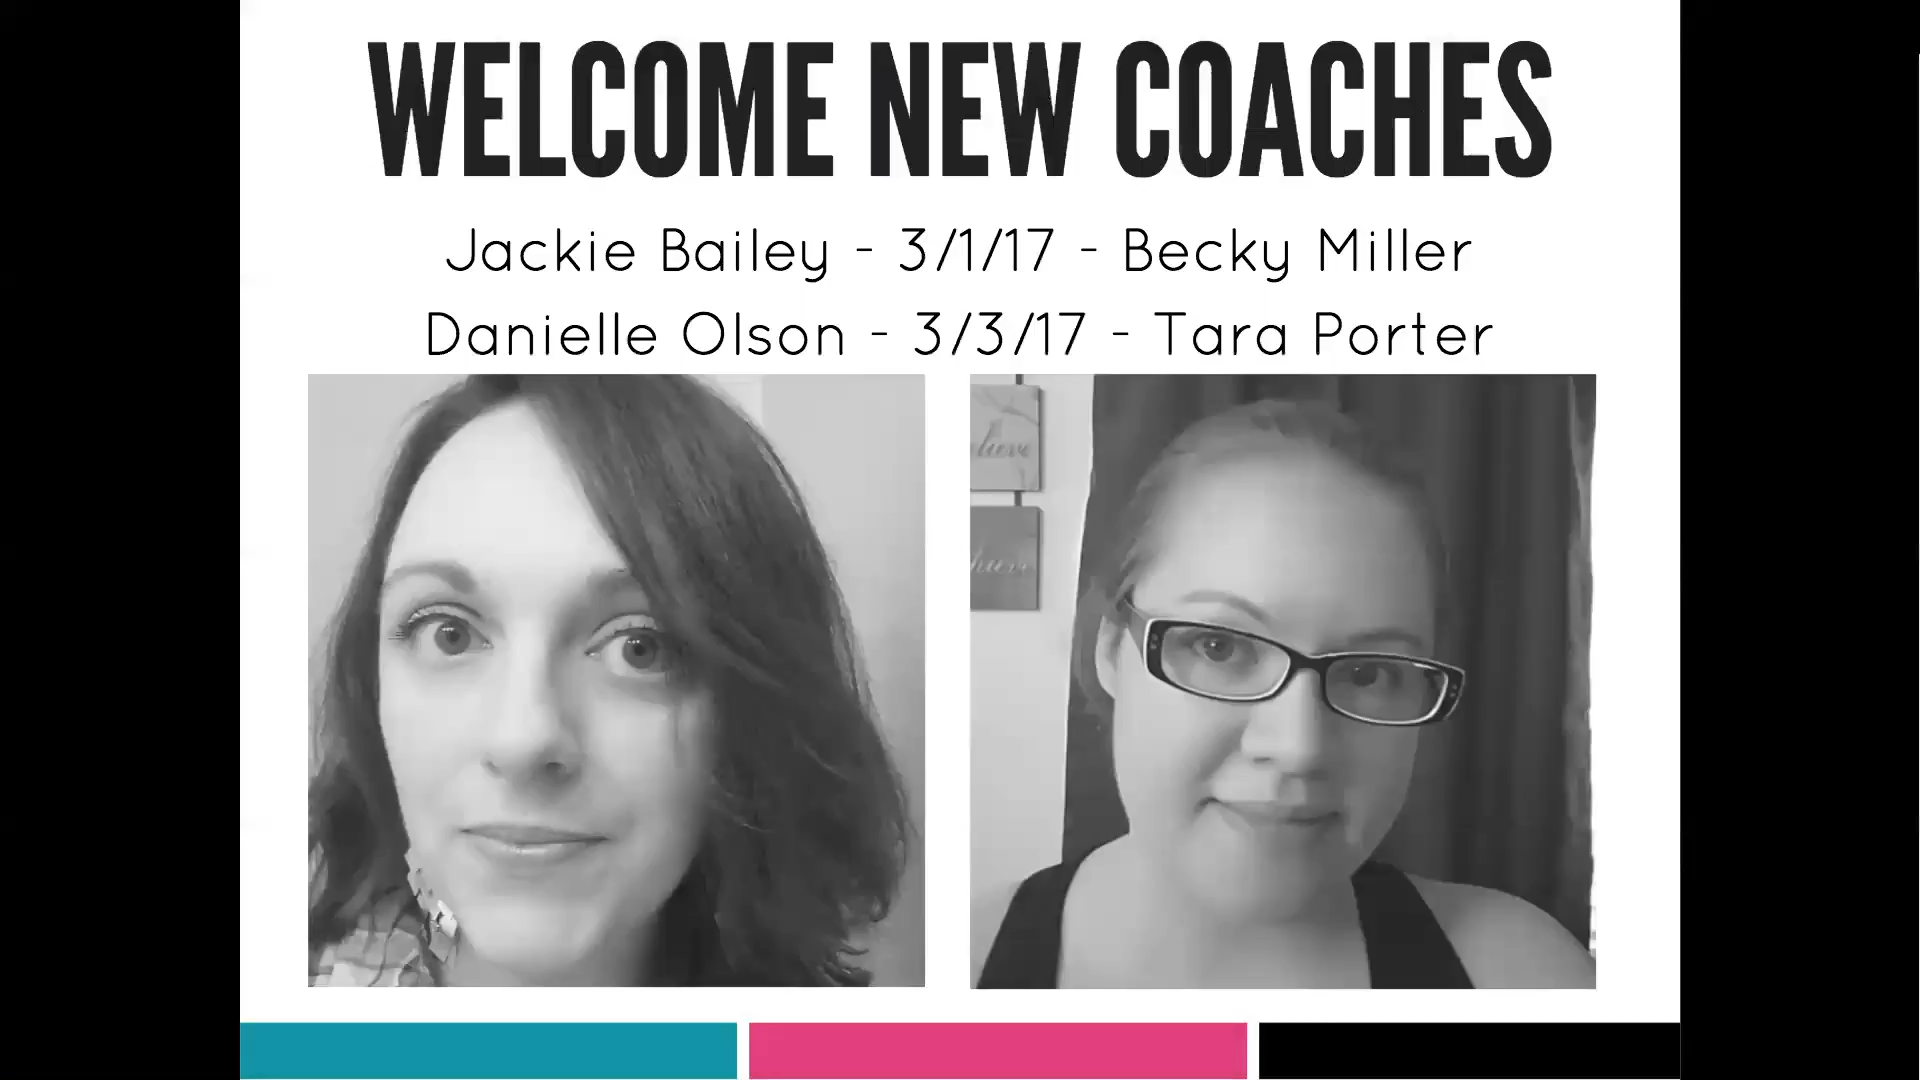 WELCOME NEW COACHES
Jackie Bailey - 3/1/17 - Becky Miller
Danielle Olson - 3/3/17 - Tara Porter